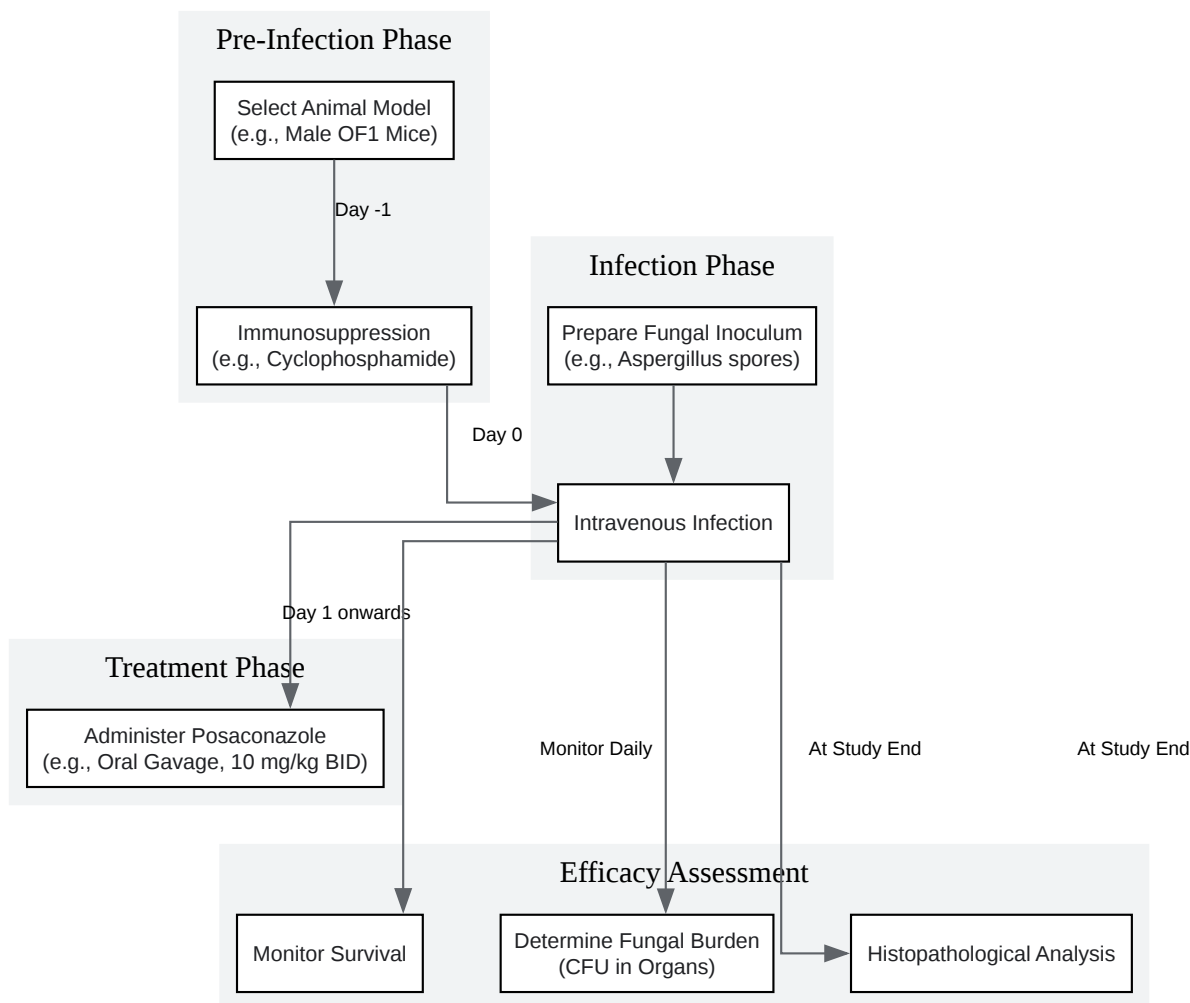 Pre-Infection Phase
Select Animal Model
(e.g., Male OF1 Mice)
Day -1
Immunosuppression
(e.g., Cyclophosphamide)
Infection Phase
Prepare Fungal Inoculum
(e.g., Aspergillus spores)
Day 0
Intravenous Infection
Day 1 onwards
Treatment Phase
Administer Posaconazole
(e.g., Oral Gavage, 10 mg/kg BID)
Monitor Daily
At Study End
At Study End
Efficacy Assessment
Monitor Survival
Determine Fungal Burden
(CFU in Organs)
Histopathological Analysis